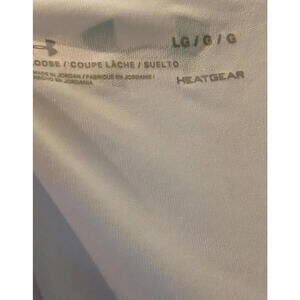 LG / G / G
LOOSE / COUPE LÂCHE / SUELTO
MADE IN JORDAN / FABRIQUÉ EN JORDANIE /
HECHO EN JORDANIA
HEATGEAR